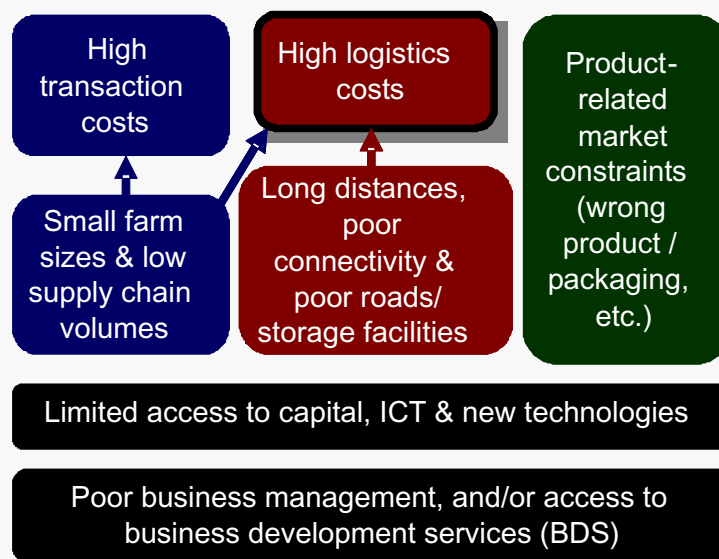 High
transaction
costs
High logistics
costs
Product-
related
market
constraints
(wrong
product /
packaging,
etc.)
Small farm
sizes & low
supply chain
volumes
Long distances,
poor
connectivity &
poor roads/
storage facilities
Limited access to capital, ICT & new technologies
Poor business management, and/or access to
business development services (BDS)